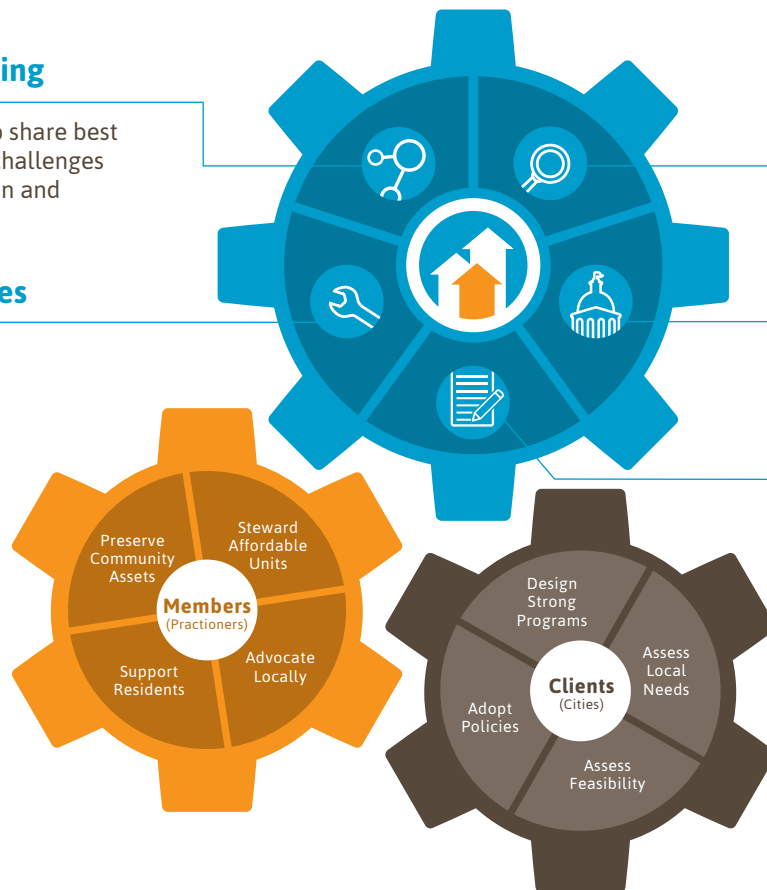 ing
share best
challenges
n and
es
Preserve
Community
Assets
Steward
Affordable
Units
Members
(Practioners)
Support
Residents
Advocate
Locally
Design
Strong
Programs
Assess
Local
Needs
Clients
(Cities)
Adopt
Policies
Assess
Feasibility